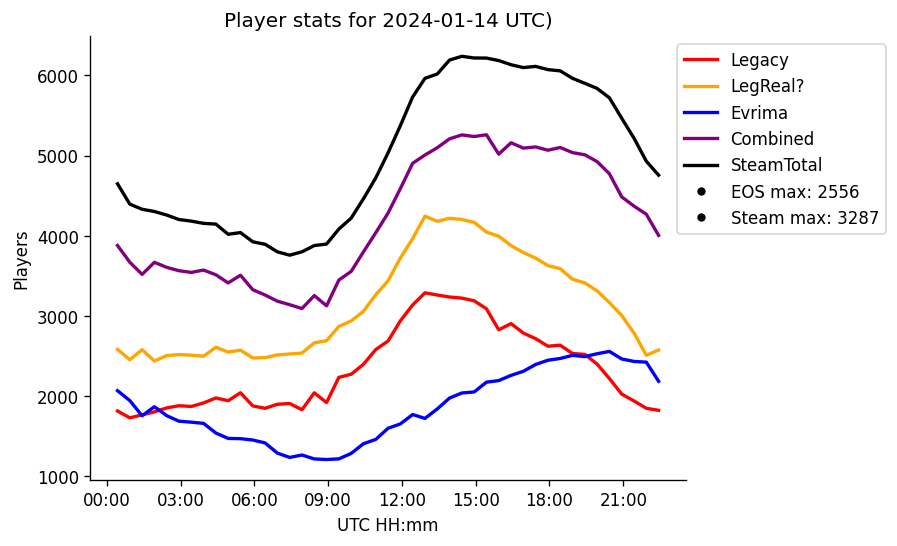 Player stats for 2024-01-14 UTC)
Legacy
LegReal?
Evrima
Combined
SteamTotal
EOS max: 2556
Steam max: 3287
6000
5000
4000
3000
2000
1000
Players
00:00 03:00 06:00 09:00 12:00 15:00 18:00 21:00
UTC HH:mm